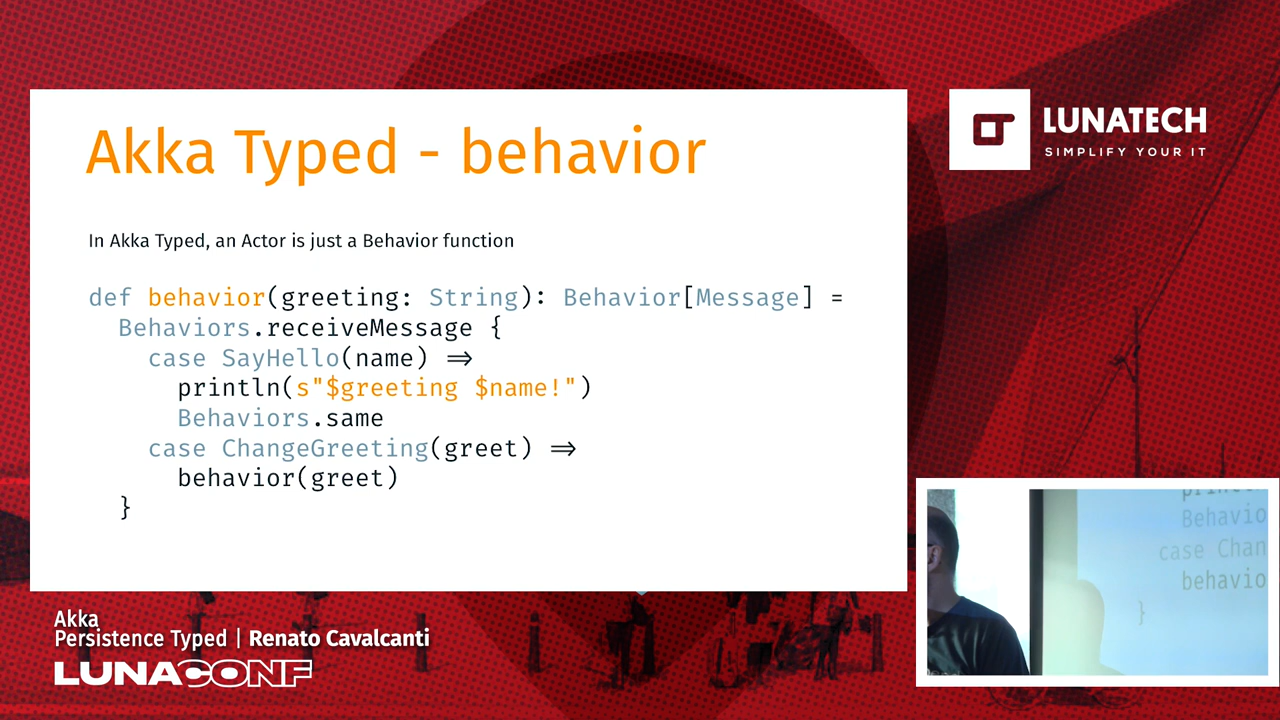 Akka Typed - behavior
In Akka Typed, an Actor is just a Behavior function
def behavior(greeting: String): Behavior[Message] =
Behaviors.receiveMessage {
case SayHello(name) ⇒
println(s"$greeting $name!")
Behaviors.same
case ChangeGreeting(greet) ⇒
behavior(greet)
}
LUNATECH
SIMPLIFY YOUR IT
Behavio
case Chan
behavio
}
Akka
Persistence Typed | Renato Cavalcanti
LUNACONF